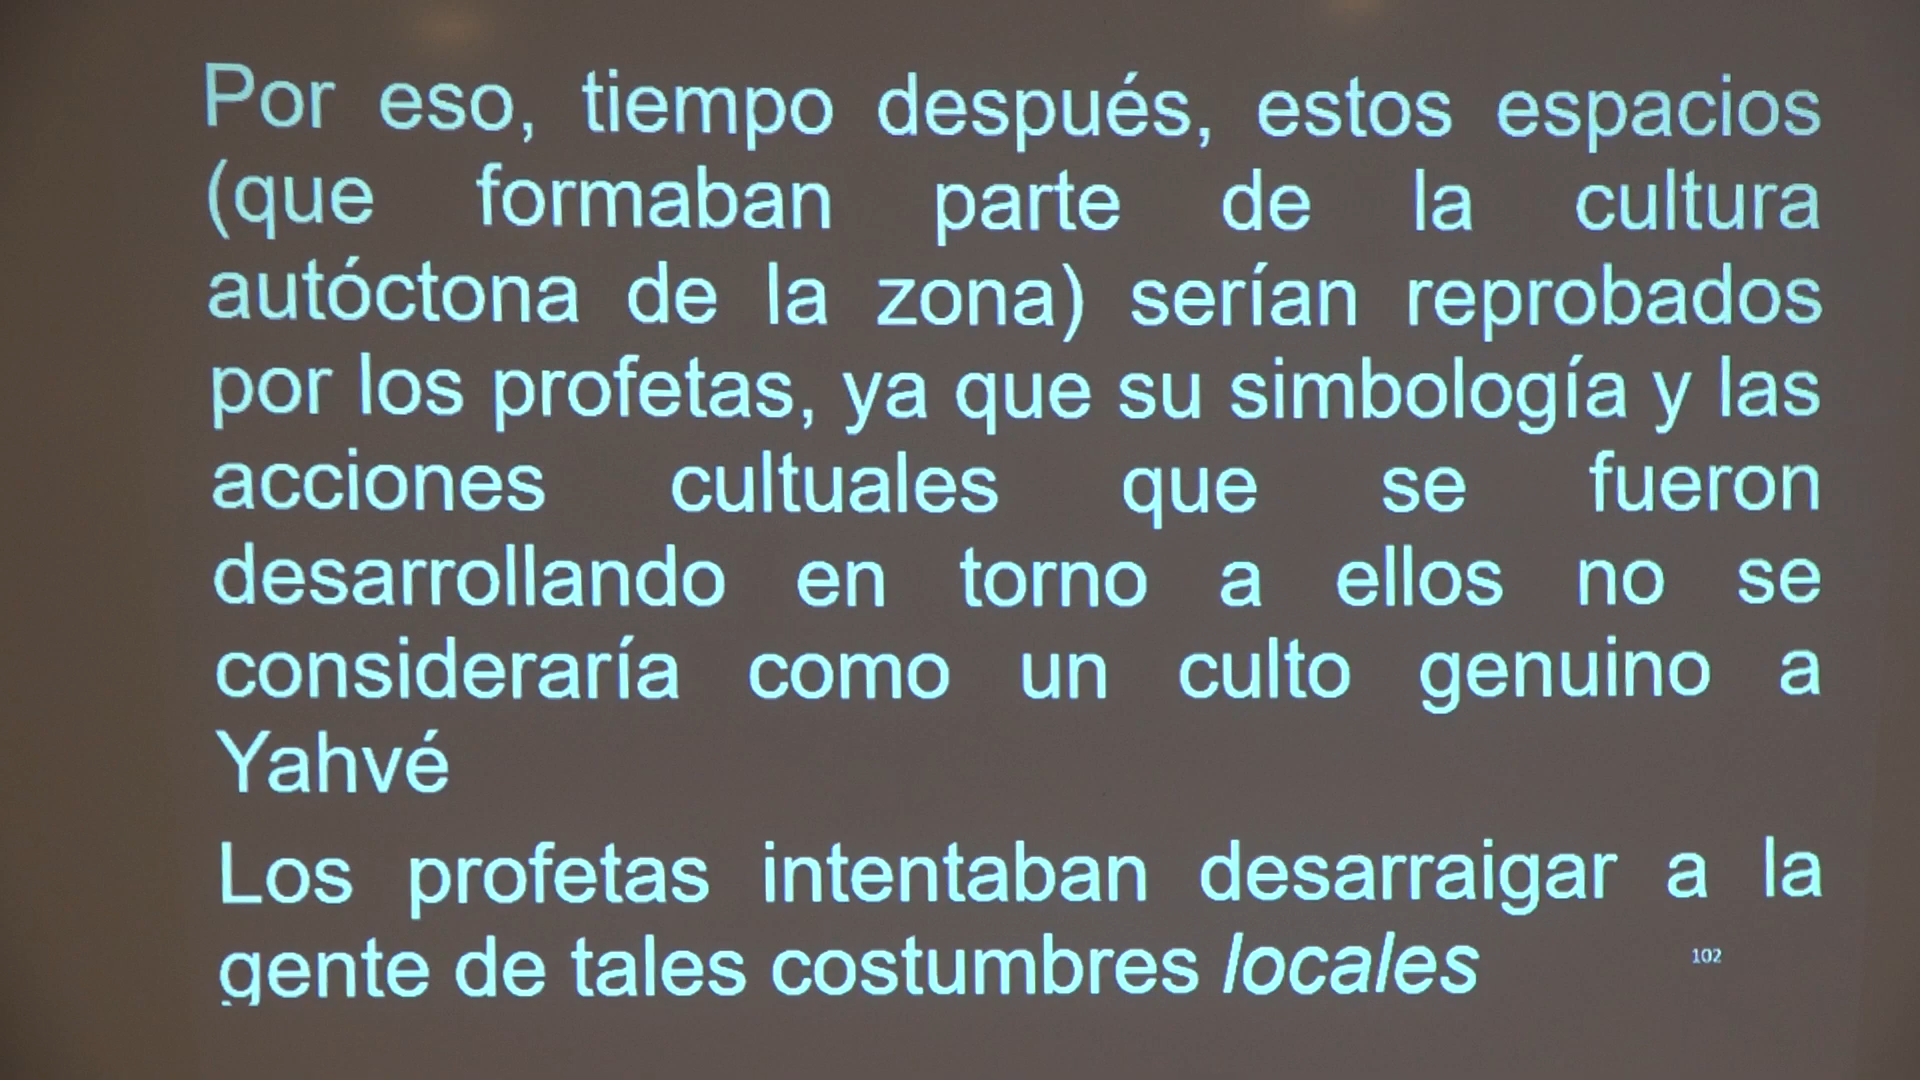 Por eso, tiempo después, estos espacios
(que formaban parte de la cultura
autóctona de la zona) serían reprobados
por los profetas, ya que su simbología y las
acciones cultuales que se fueron
desarrollando en torno a ellos no se
consideraría como un culto genuino a
Yahvé
Los profetas intentaban desarraigar a la
gente de tales costumbres locales
102